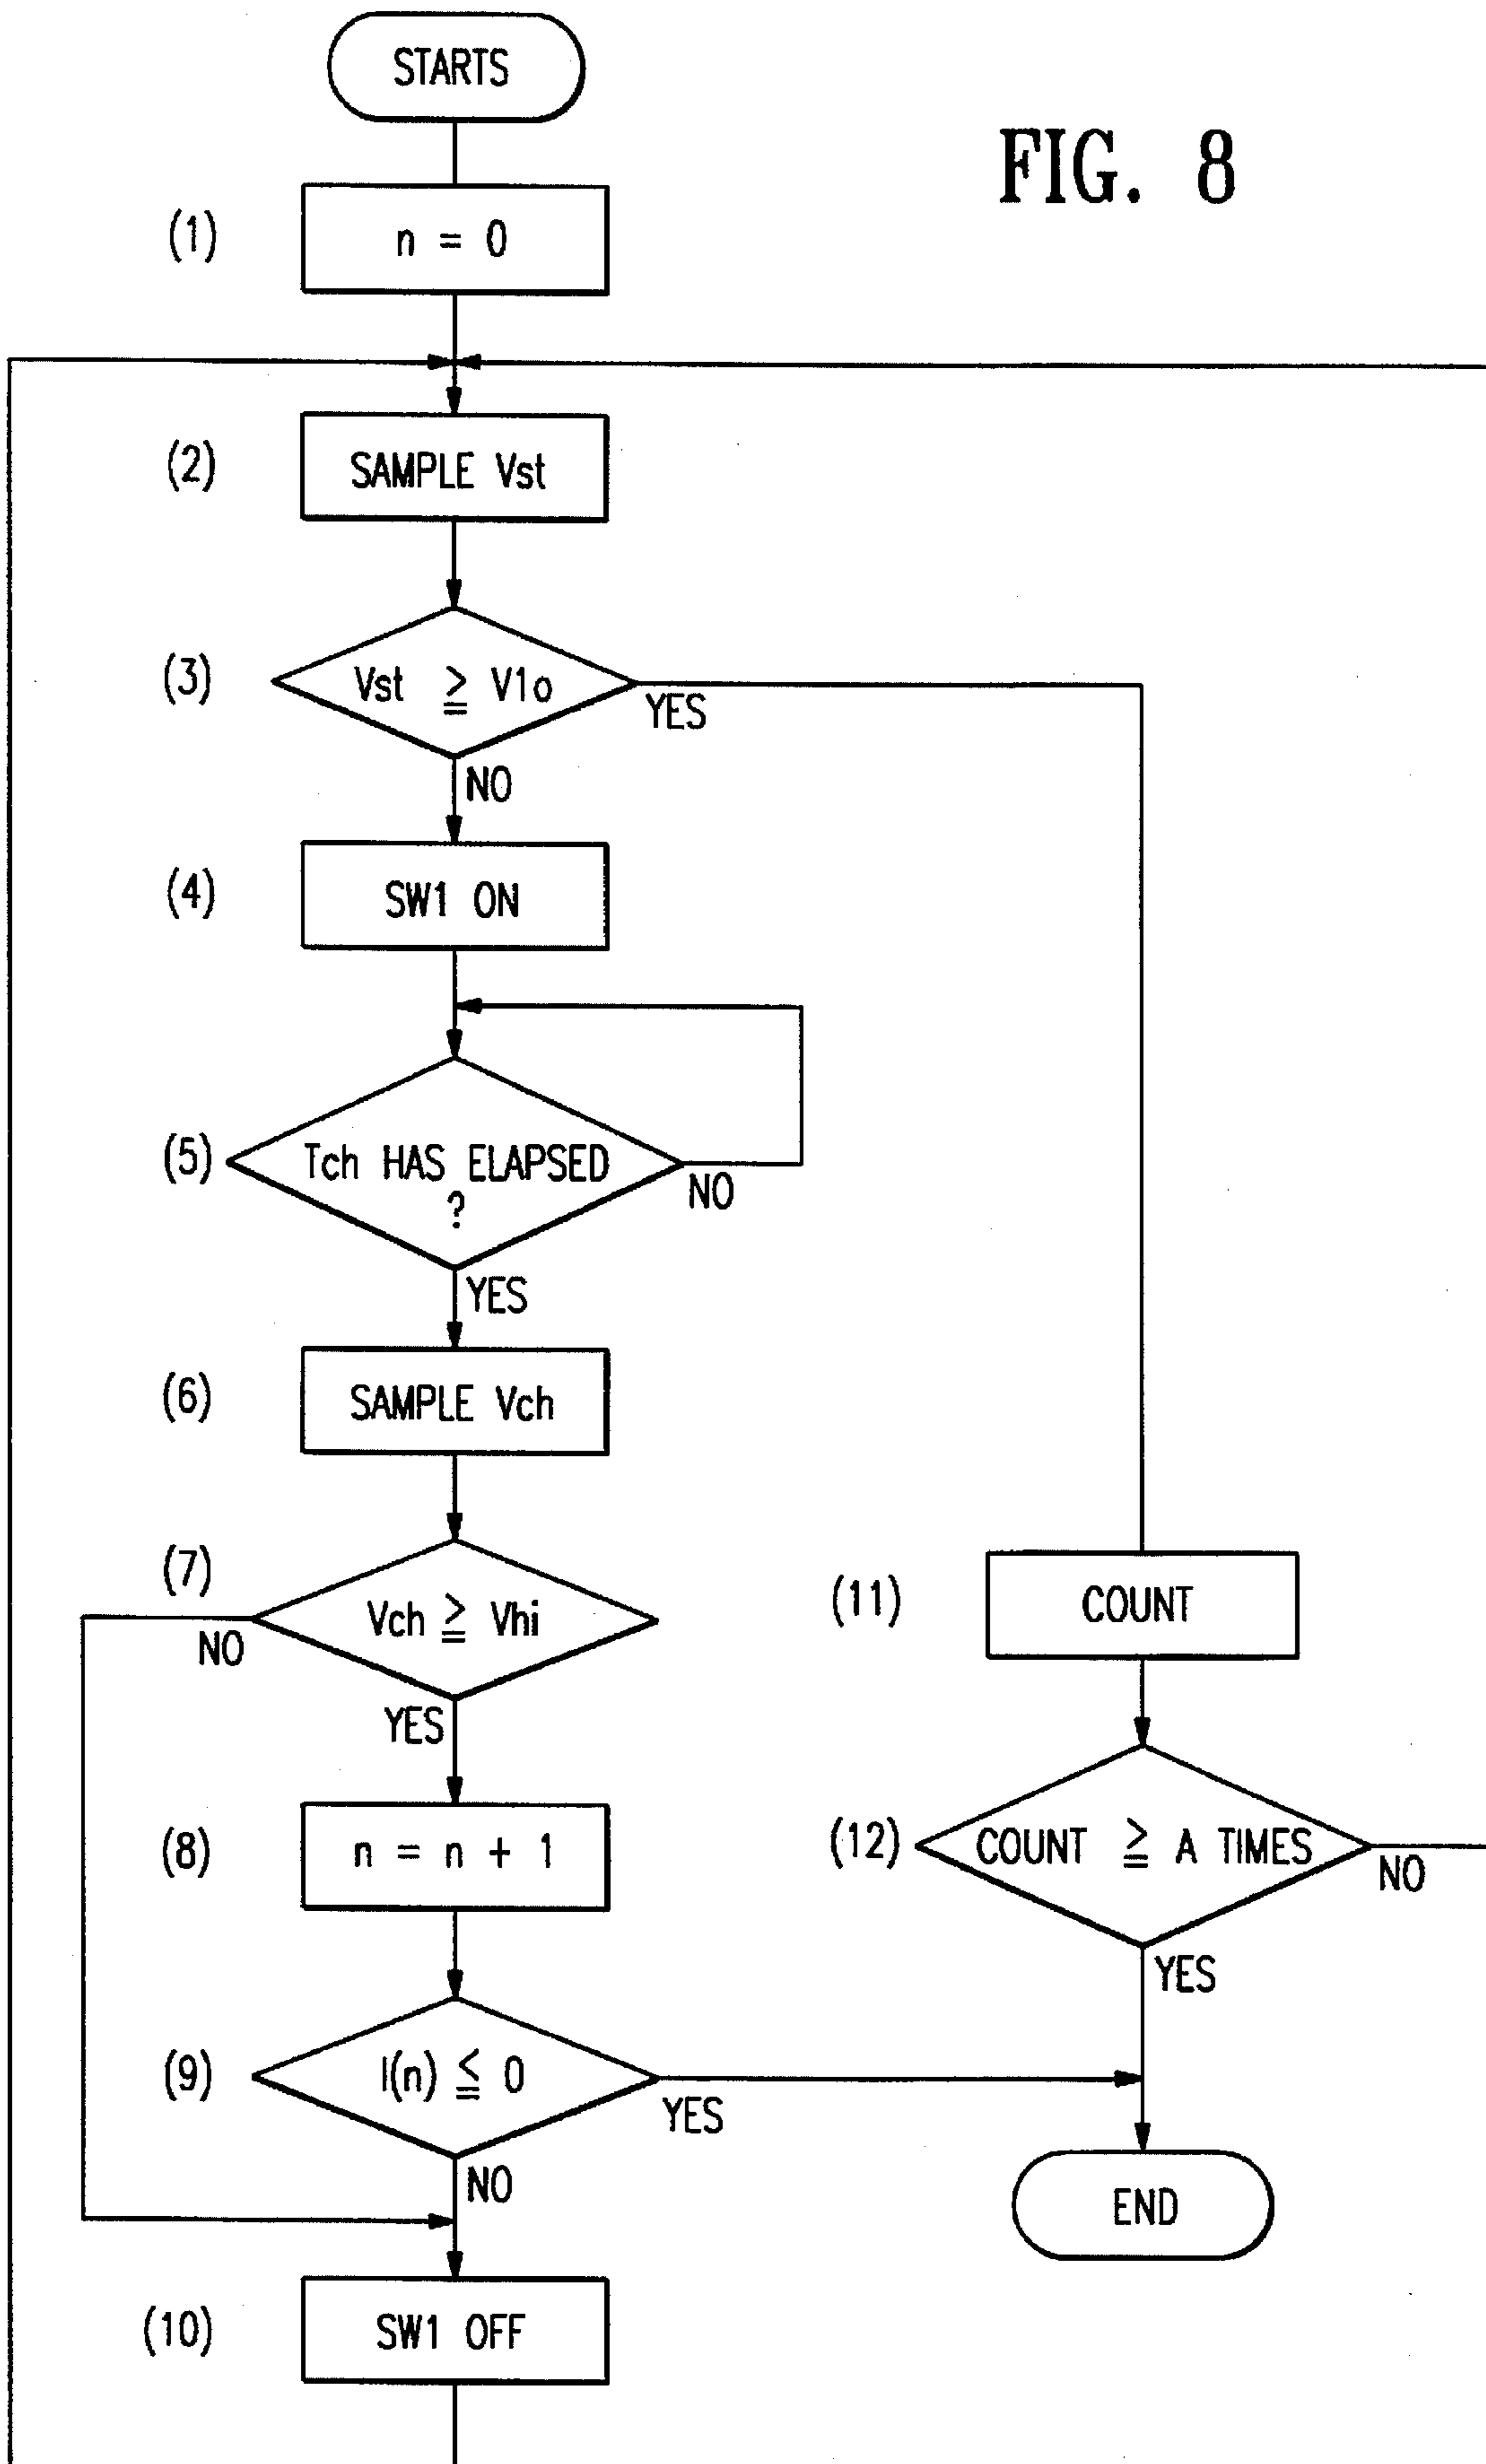 STARTS
FIG. 8
(1)
n = 0
(2)
SAMPLE Vst
(3)
Vst ≧ V1o
YES
NO
(4)
SW1 ON
(5)
Tch HAS ELAPSED
?
NO
YES
(6)
SAMPLE Vch
(7)
Vch ≧ Vhi
NO
YES
(11)
COUNT
(8)
n = n + 1
(12)
COUNT ≧ A TIMES
NO
YES
(9)
I(n) ≦ 0
YES
NO
END
(10)
SW1 OFF